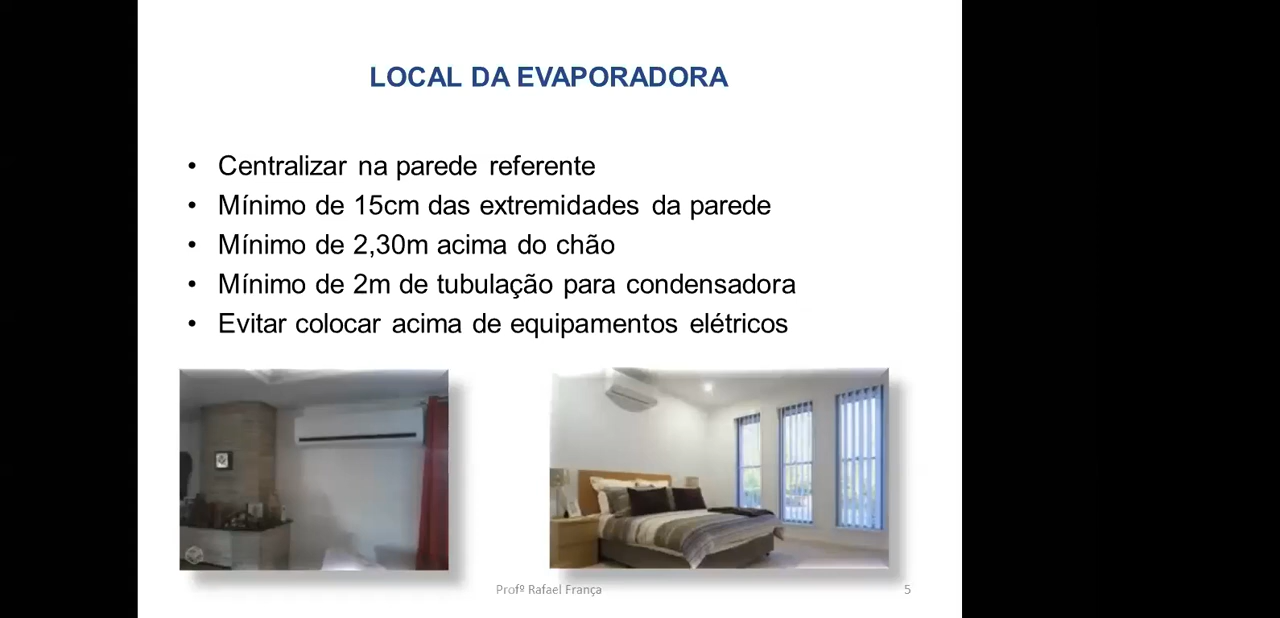 LOCAL DA EVAPORADORA
• Centralizar na parede referente
• Mínimo de 15cm das extremidades da parede
• Mínimo de 2,30m acima do chão
• Mínimo de 2m de tubulação para condensadora
• Evitar colocar acima de equipamentos elétricos
Profº Rafael França
5